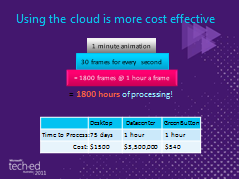 Using the cloud is more cost effective
1 minute animation
30 frames for every second
= 1800 frames @ 1 hour a frame
= 1800 hours of processing!
Desktop Datacenter GreenButton
Time to Process: 75 days 1 hour 1 hour
Cost: $1500 $3,500,000 $540
Microsoft
tech·ed
2011